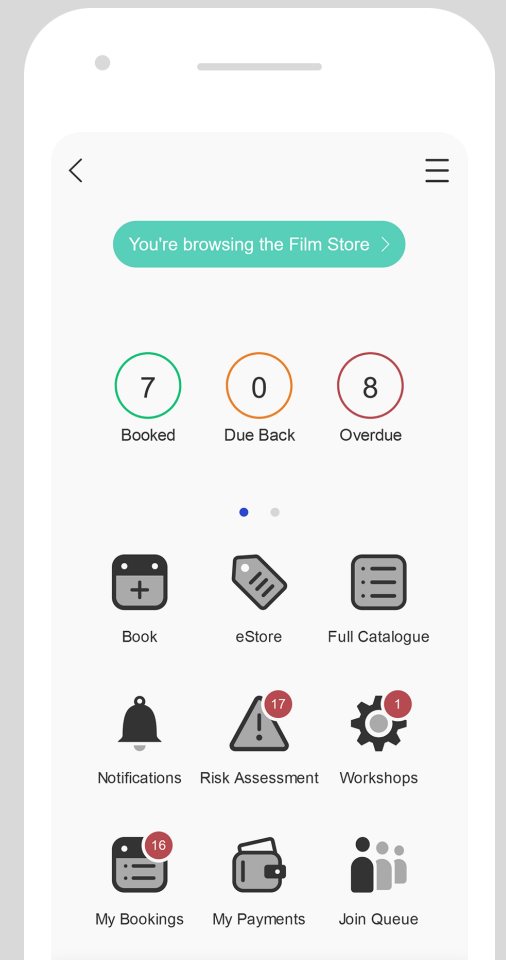 You're browsing the Film Store
7 0 8
Booked Due Back Overdue
Book eStore Full Catalogue
17 1
Notifications Risk Assessment Workshops
16
My Bookings My Payments Join Queue